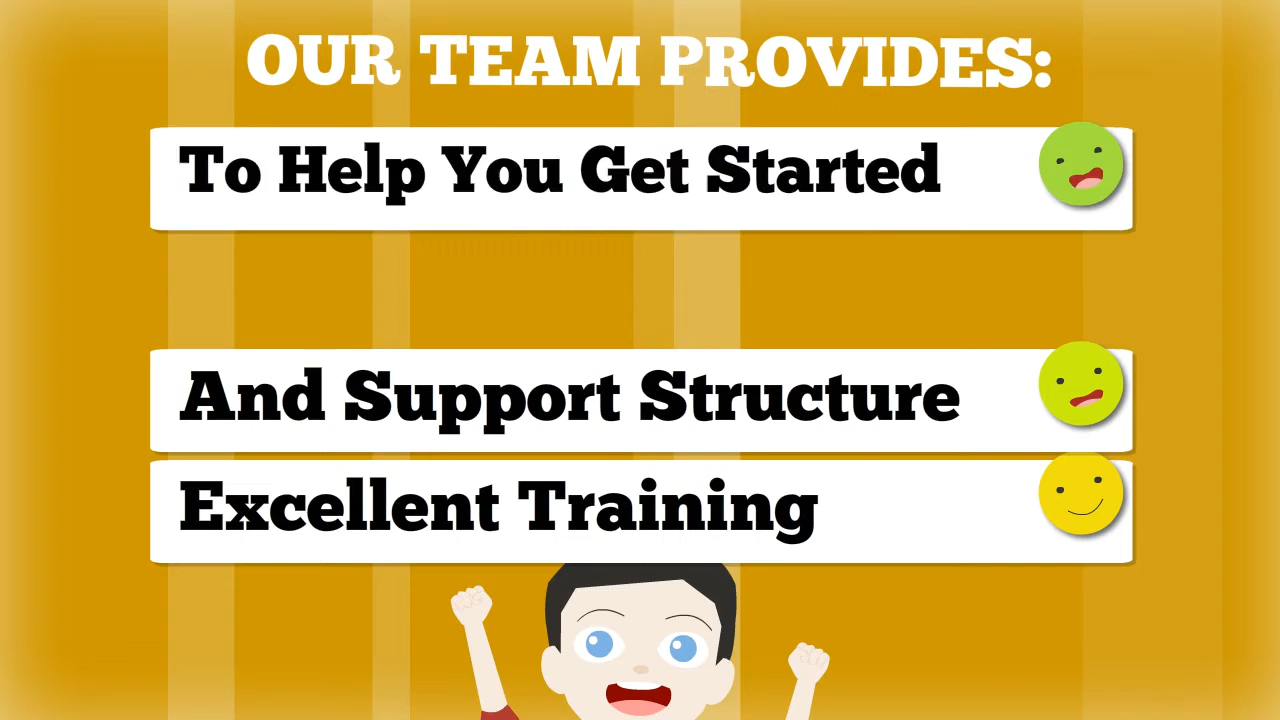 OUR TEAM PROVIDES:
To Help You Get Started
And Support Structure
Excellent Training